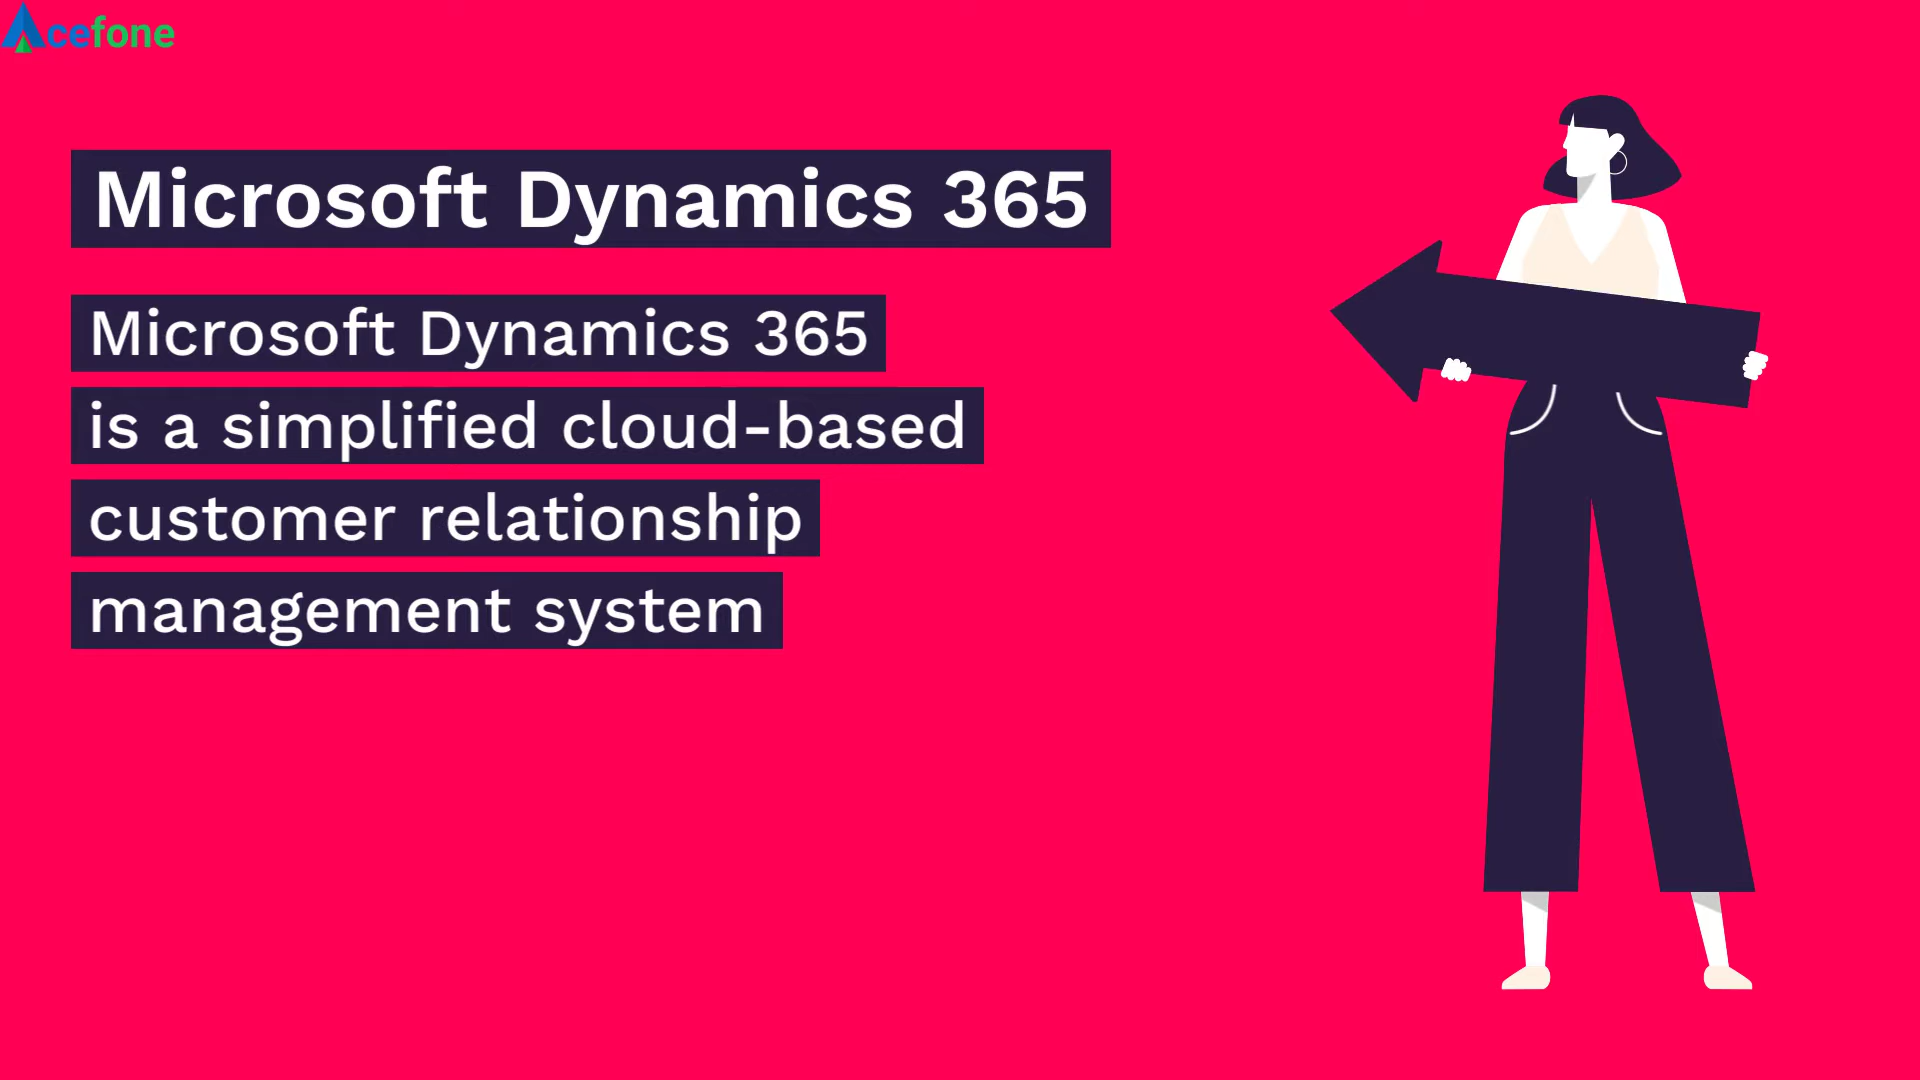 Acefone
Microsoft Dynamics 365
Microsoft Dynamics 365
is a simplified cloud-based
customer relationship
management system